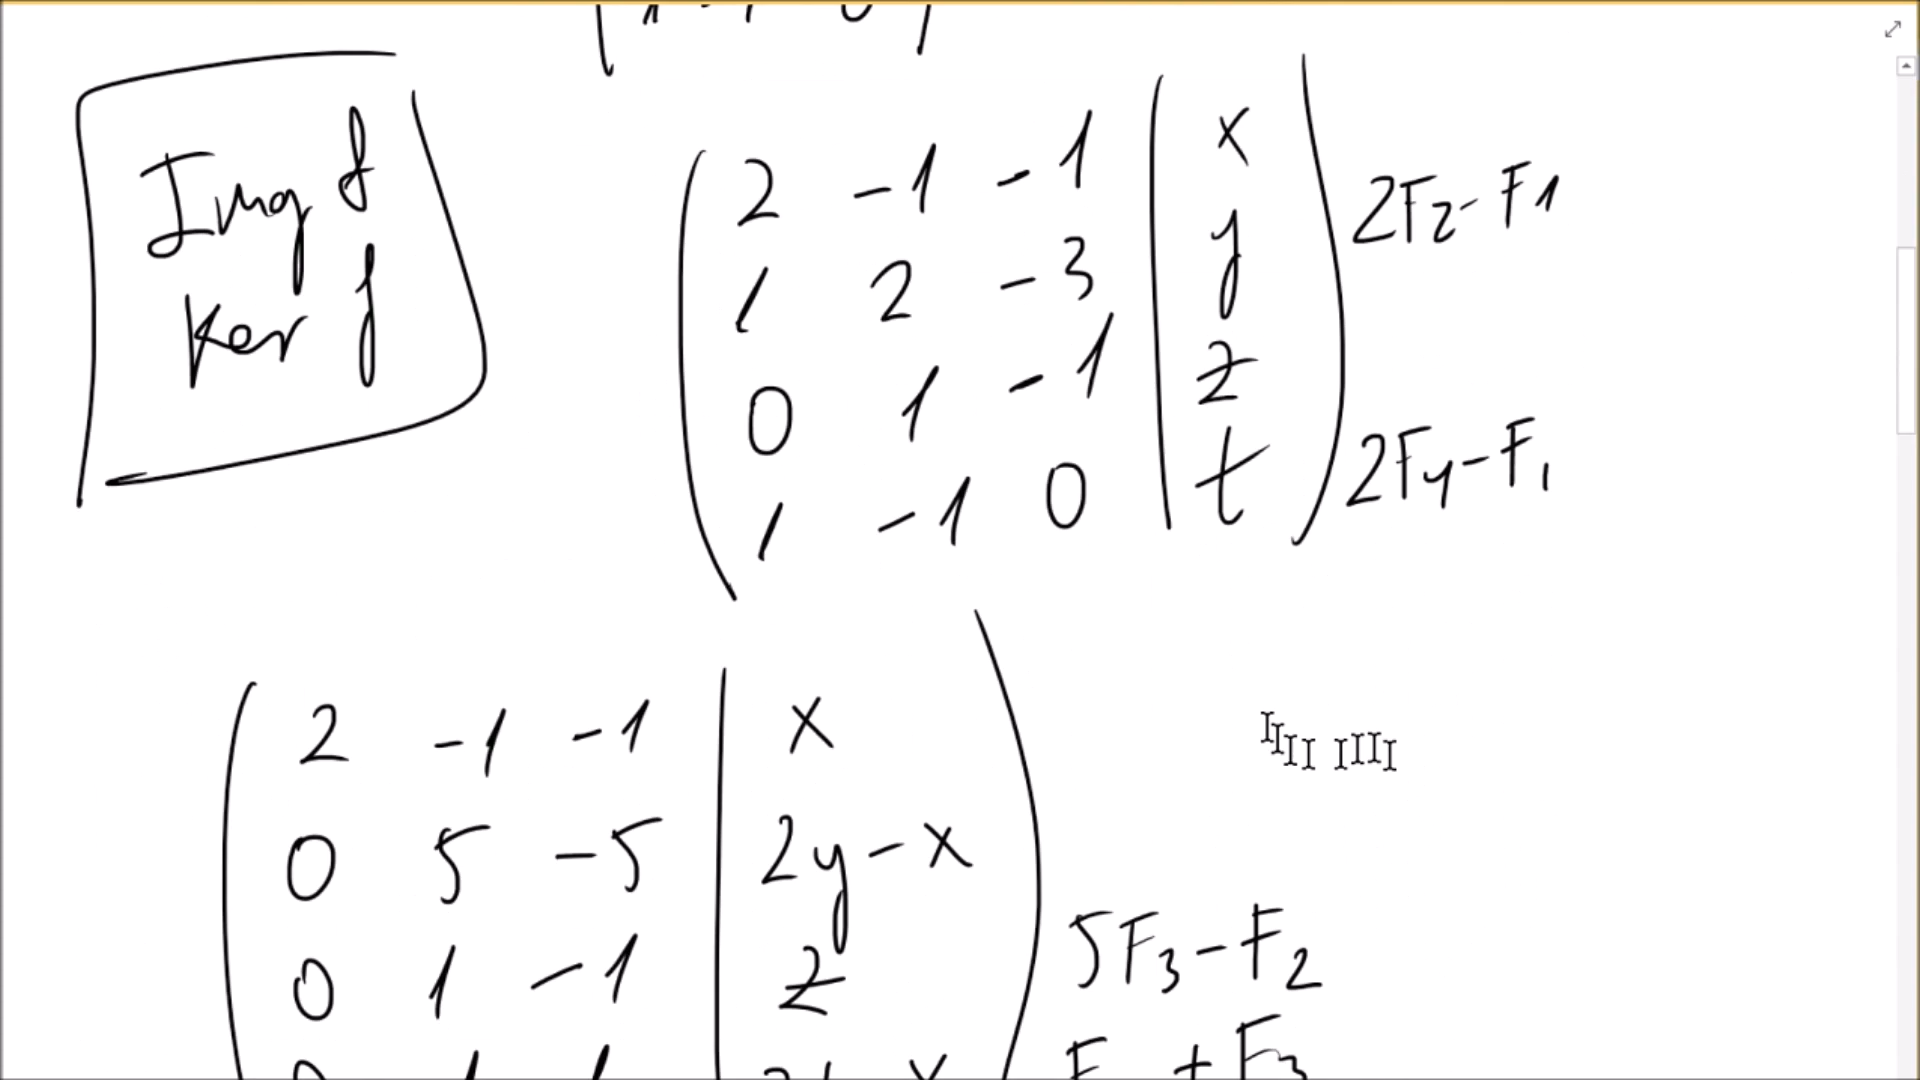 Img f
Ker f
2 -1 -1 | x
1 2 -3 | y
0 1 -1 | z
1 -1 0 | t
2F2 - F1
2F4 - F1
2 -1 -1 | x
0 5 -5 | 2y - x
0 1 -1 | z
5F3 - F2